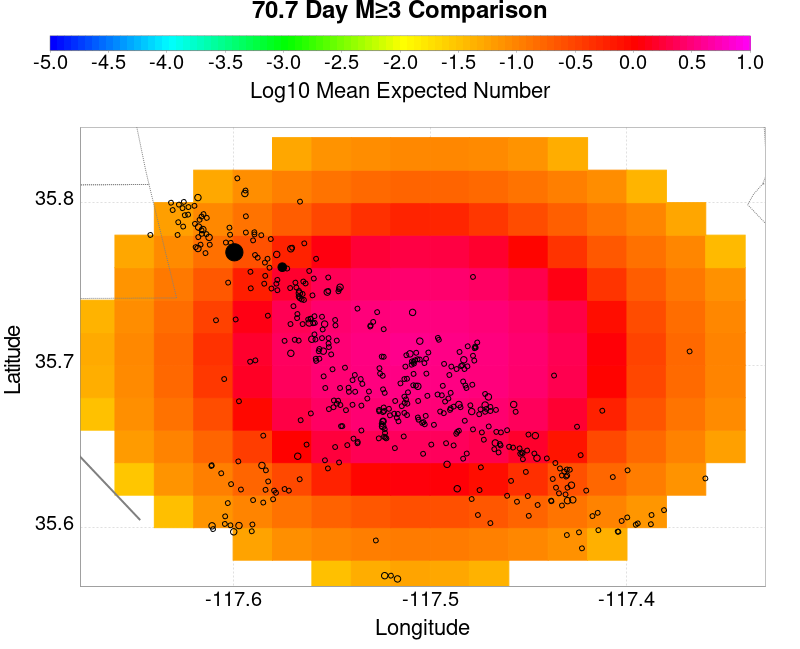 70.7 Day M≥3 Comparison
-5.0 -4.5 -4.0 -3.5 -3.0 -2.5 -2.0 -1.5 -1.0 -0.5 0.0 0.5 1.0
Log10 Mean Expected Number
35.8
35.7
35.6
Latitude
-117.6 -117.5 -117.4
Longitude